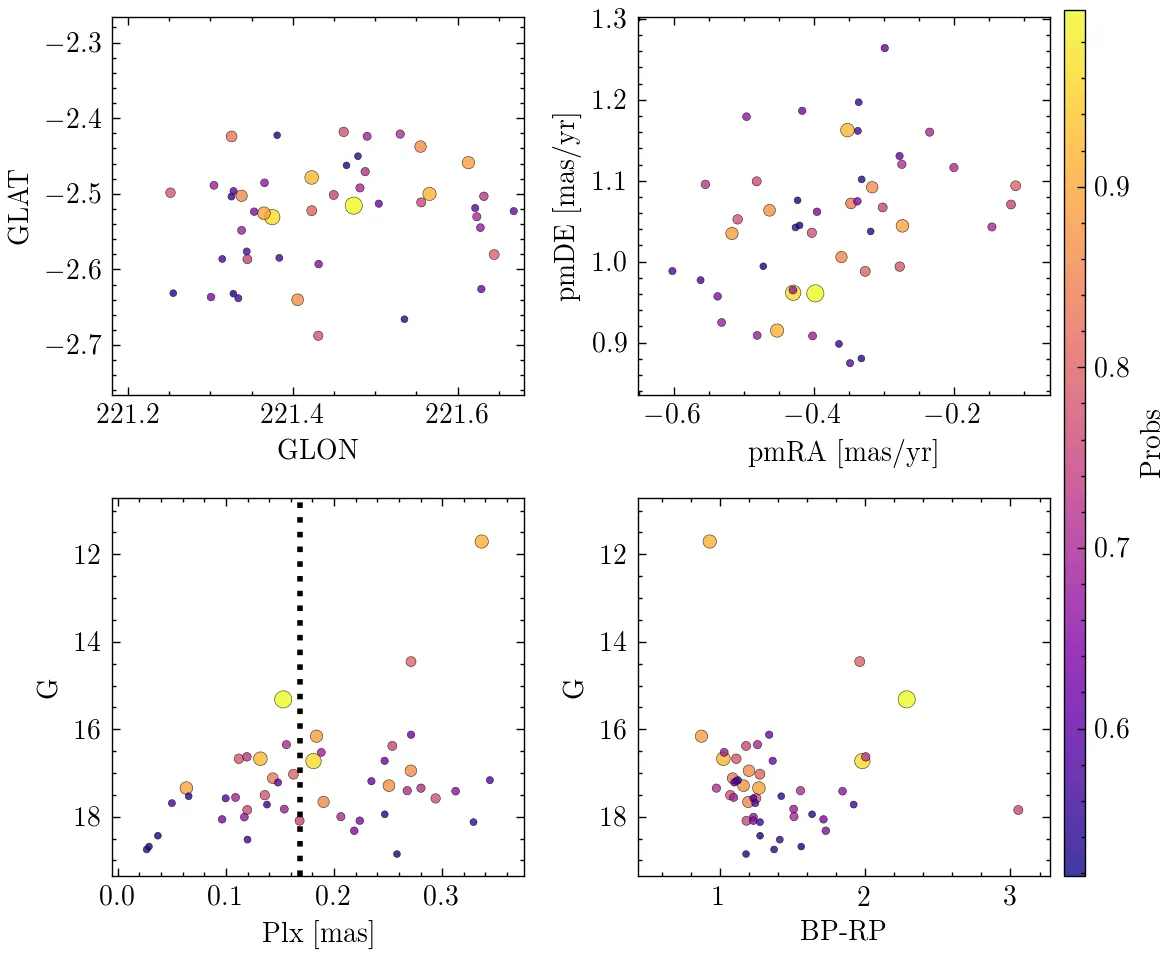 −2.3
−2.4
−2.5
−2.6
−2.7
GLAT
221.2 221.4 221.6
GLON
1.3
1.2
1.1
1.0
0.9
pmDE [mas/yr]
−0.6 −0.4 −0.2
pmRA [mas/yr]
12
14
16
18
G
0.0 0.1 0.2 0.3
Plx [mas]
12
14
16
18
G
1 2 3
BP-RP
0.9
0.8
0.7
0.6
Probs